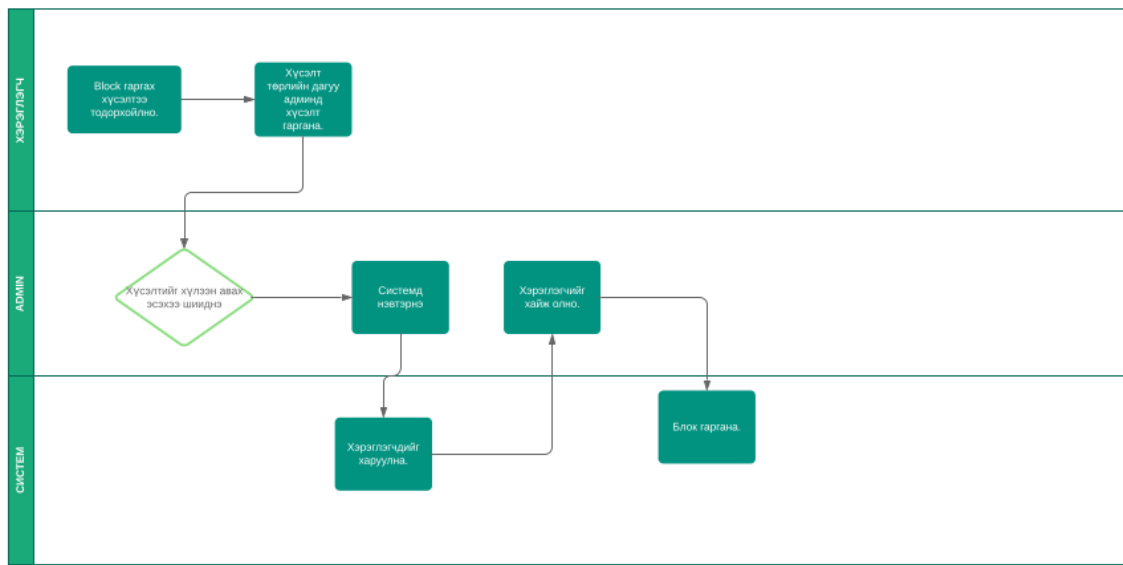 ХЭРЭГЛЭГЧ
Block гаргах
хүсэлтээ
тодорхойлно.
Хүсэлт
төрлийн дагуу
админд
хүсэлт
гаргана.
ADMIN
Хүсэлтийг хүлээн авах
эсэхээ шийднэ
Системд
нэвтэрнэ
Хэрэглэгчийг
хайж олно.
СИСТЕМ
Хэрэглэгчдийг
харуулна.
Блок гаргана.